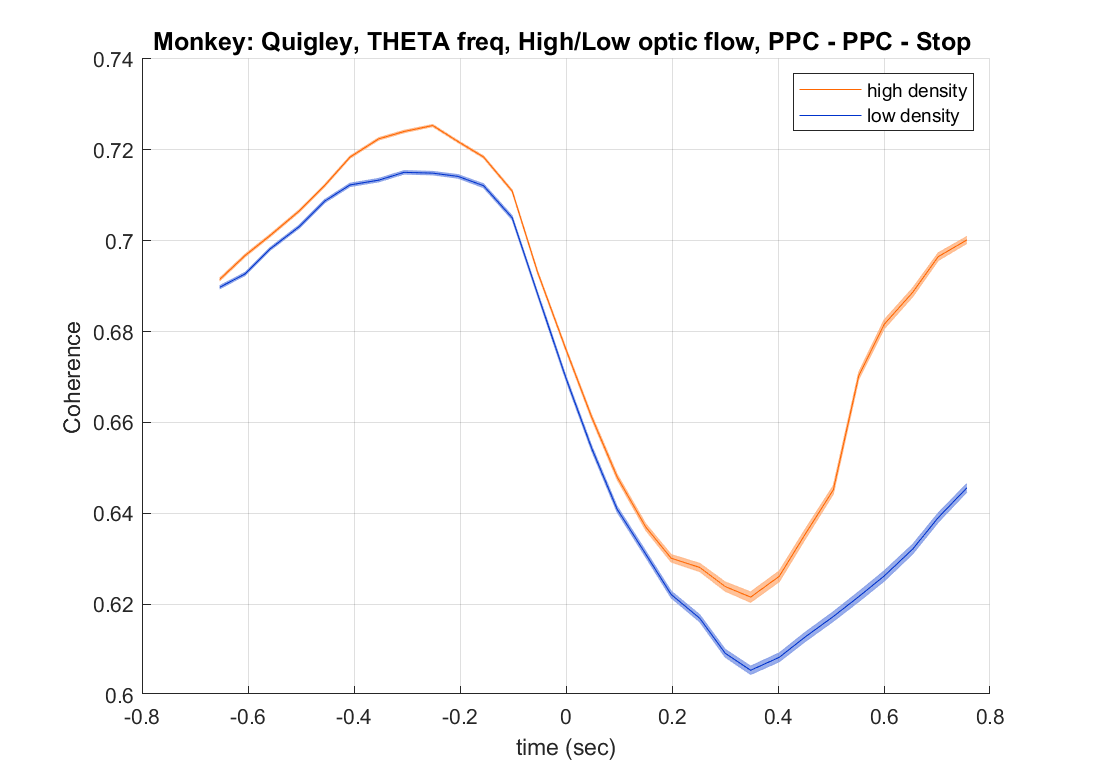 Monkey: Quigley, THETA freq, High/Low optic flow, PPC - PPC - Stop
high density
low density
0.74
0.72
0.7
0.68
0.66
0.64
0.62
0.6
Coherence
-0.8 -0.6 -0.4 -0.2 0 0.2 0.4 0.6 0.8
time (sec)